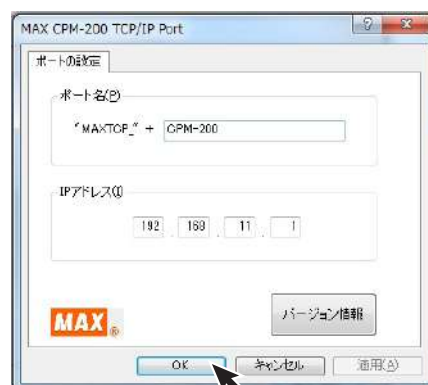 MAX CPM-200 TCP/IP Port
ポートの設定
ポート名(P)
"MAXTCP_" + CPM-200
IPアドレス(I)
192 . 168 . 11 . 1
MAX®
バージョン情報
OK キャンセル 適用(A)